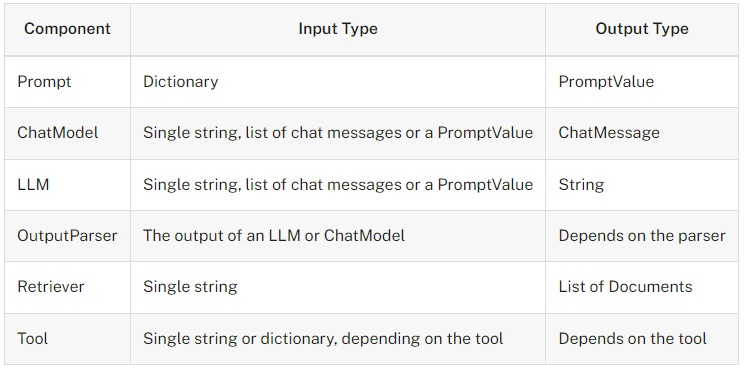 Component Input Type Output Type
Prompt Dictionary PromptValue
ChatModel Single string, list of chat messages or a PromptValue ChatMessage
LLM Single string, list of chat messages or a PromptValue String
OutputParser The output of an LLM or ChatModel Depends on the parser
Retriever Single string List of Documents
Tool Single string or dictionary, depending on the tool Depends on the tool